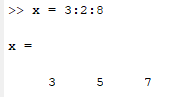 >> x = 3:2:8
x =
3 5 7